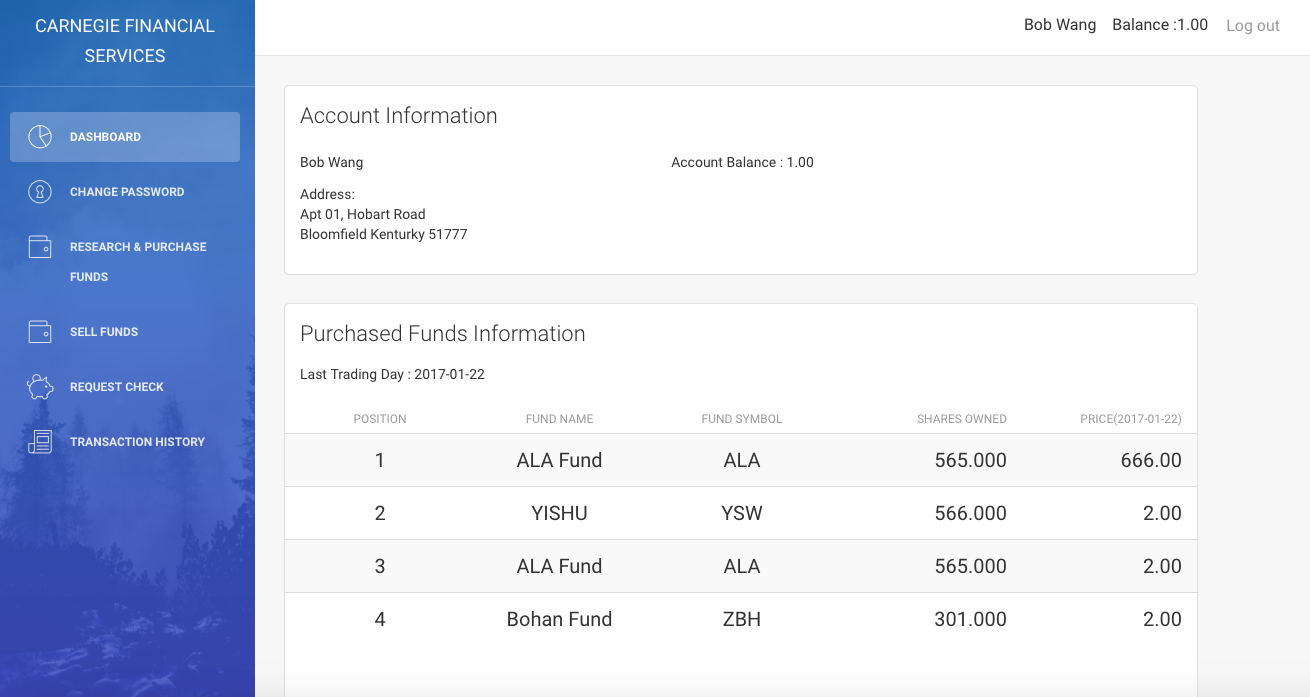 CARNEGIE FINANCIAL
SERVICES
Bob Wang Balance :1.00 Log out
DASHBOARD
CHANGE PASSWORD
RESEARCH & PURCHASE
FUNDS
SELL FUNDS
REQUEST CHECK
TRANSACTION HISTORY
Account Information
Bob Wang Account Balance : 1.00
Address:
Apt 01, Hobart Road
Bloomfield Kenturky 51777
Purchased Funds Information
Last Trading Day : 2017-01-22
POSITION FUND NAME FUND SYMBOL SHARES OWNED PRICE(2017-01-22)
1 ALA Fund ALA 565.000 666.00
2 YISHU YSW 566.000 2.00
3 ALA Fund ALA 565.000 2.00
4 Bohan Fund ZBH 301.000 2.00